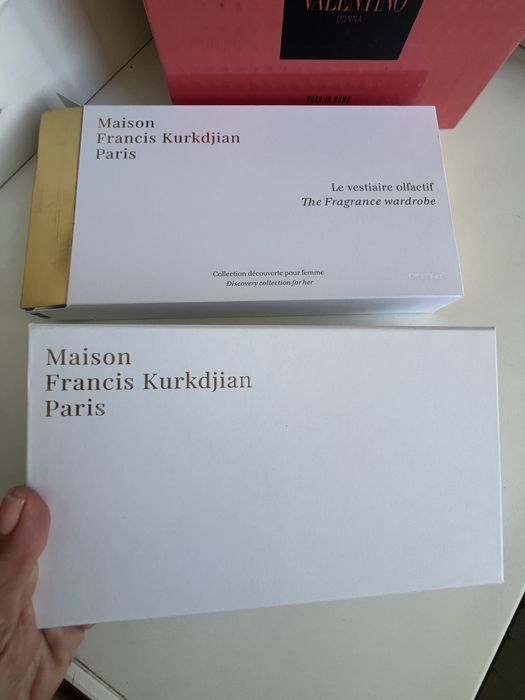 VALENTINO
DONNA
BORN IN ROMA
Maison
Francis Kurkdjian
Paris
Le vestiaire olfactif
The Fragrance wardrobe
Collection découverte pour femme
Discovery collection for her
Maison
Francis Kurkdjian
Paris